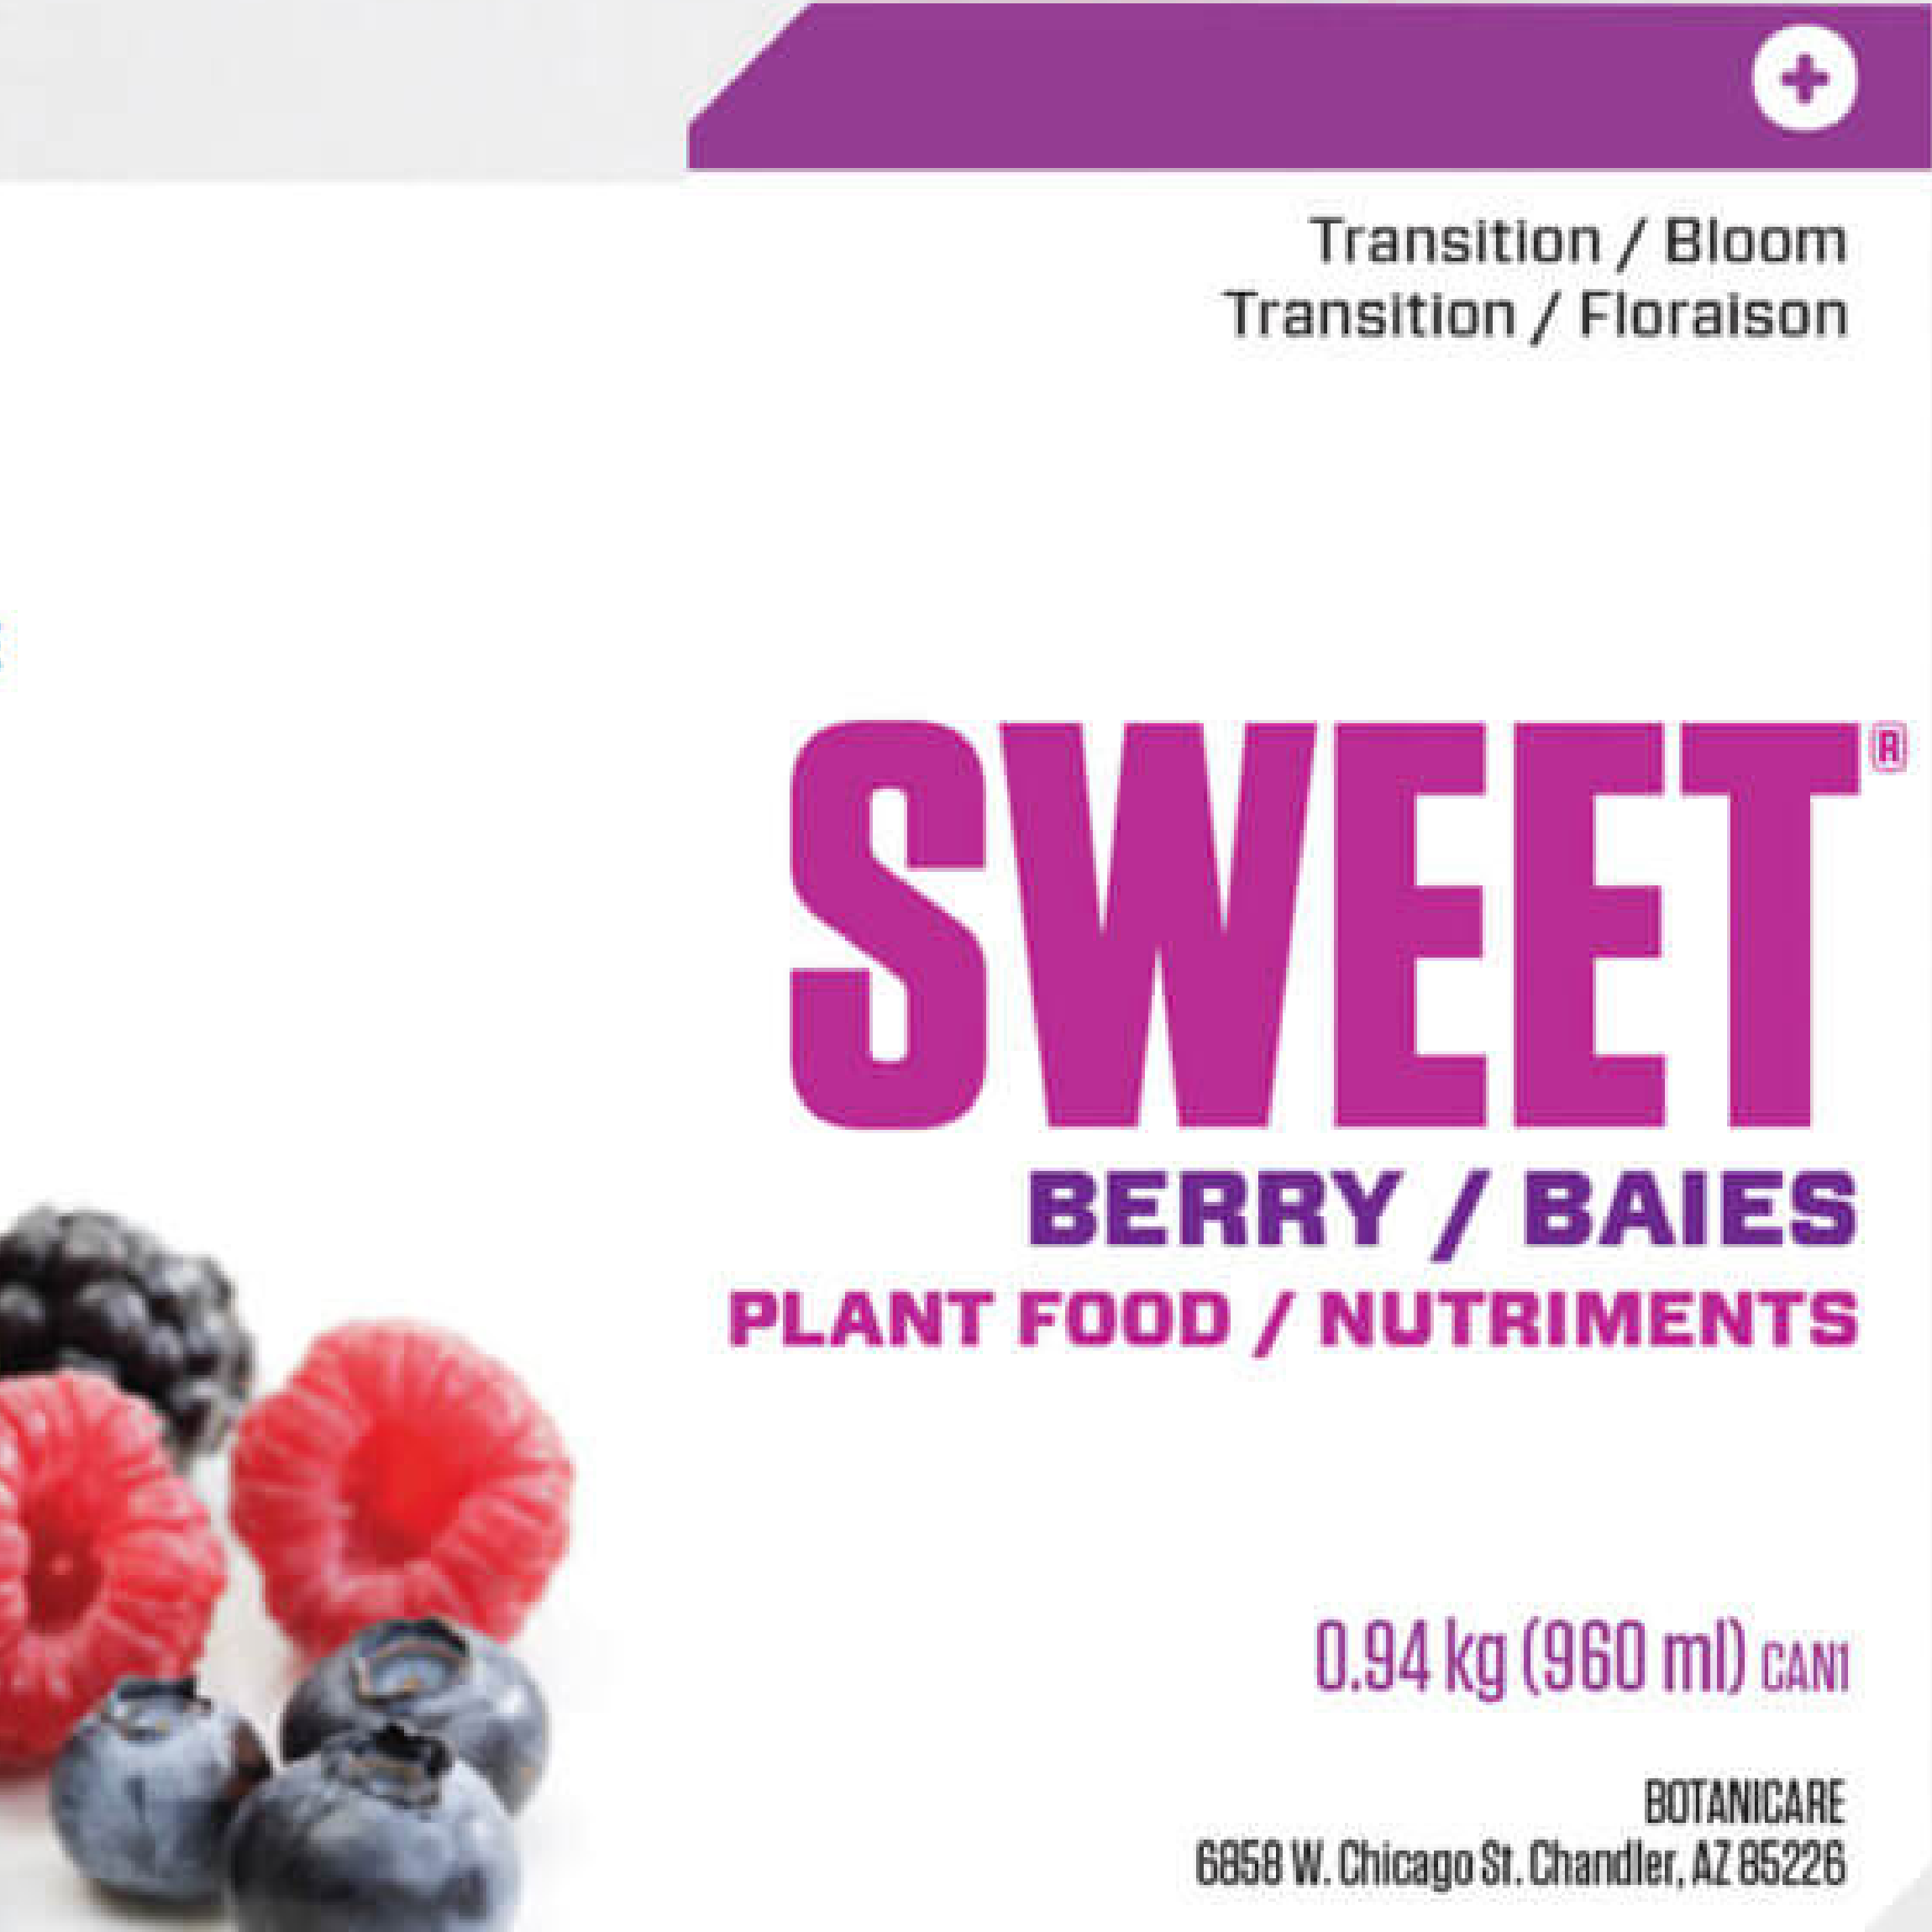 Transition / Bloom
Transition / Floraison
SWEET®
BERRY / BAIES
PLANT FOOD / NUTRIMENTS
0.94 kg (960 ml) CAN1
BOTANICARE
6858 W. Chicago St. Chandler, AZ 85226